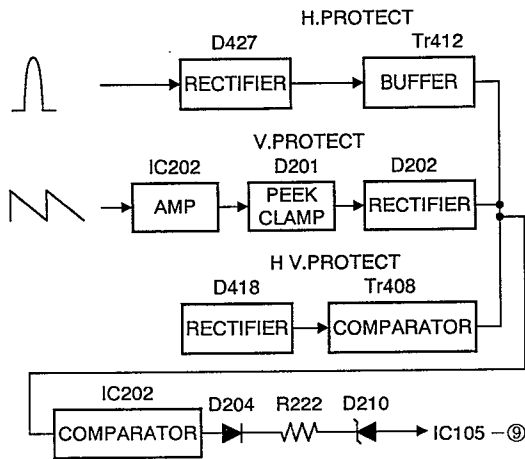 H.PROTECT
D427
Tr412
RECTIFIER
BUFFER
V.PROTECT
IC202
D201
D202
AMP
PEEK
CLAMP
RECTIFIER
H V.PROTECT
D418
Tr408
RECTIFIER
COMPARATOR
IC202
D204
R222
D210
COMPARATOR
IC105 – ⑨